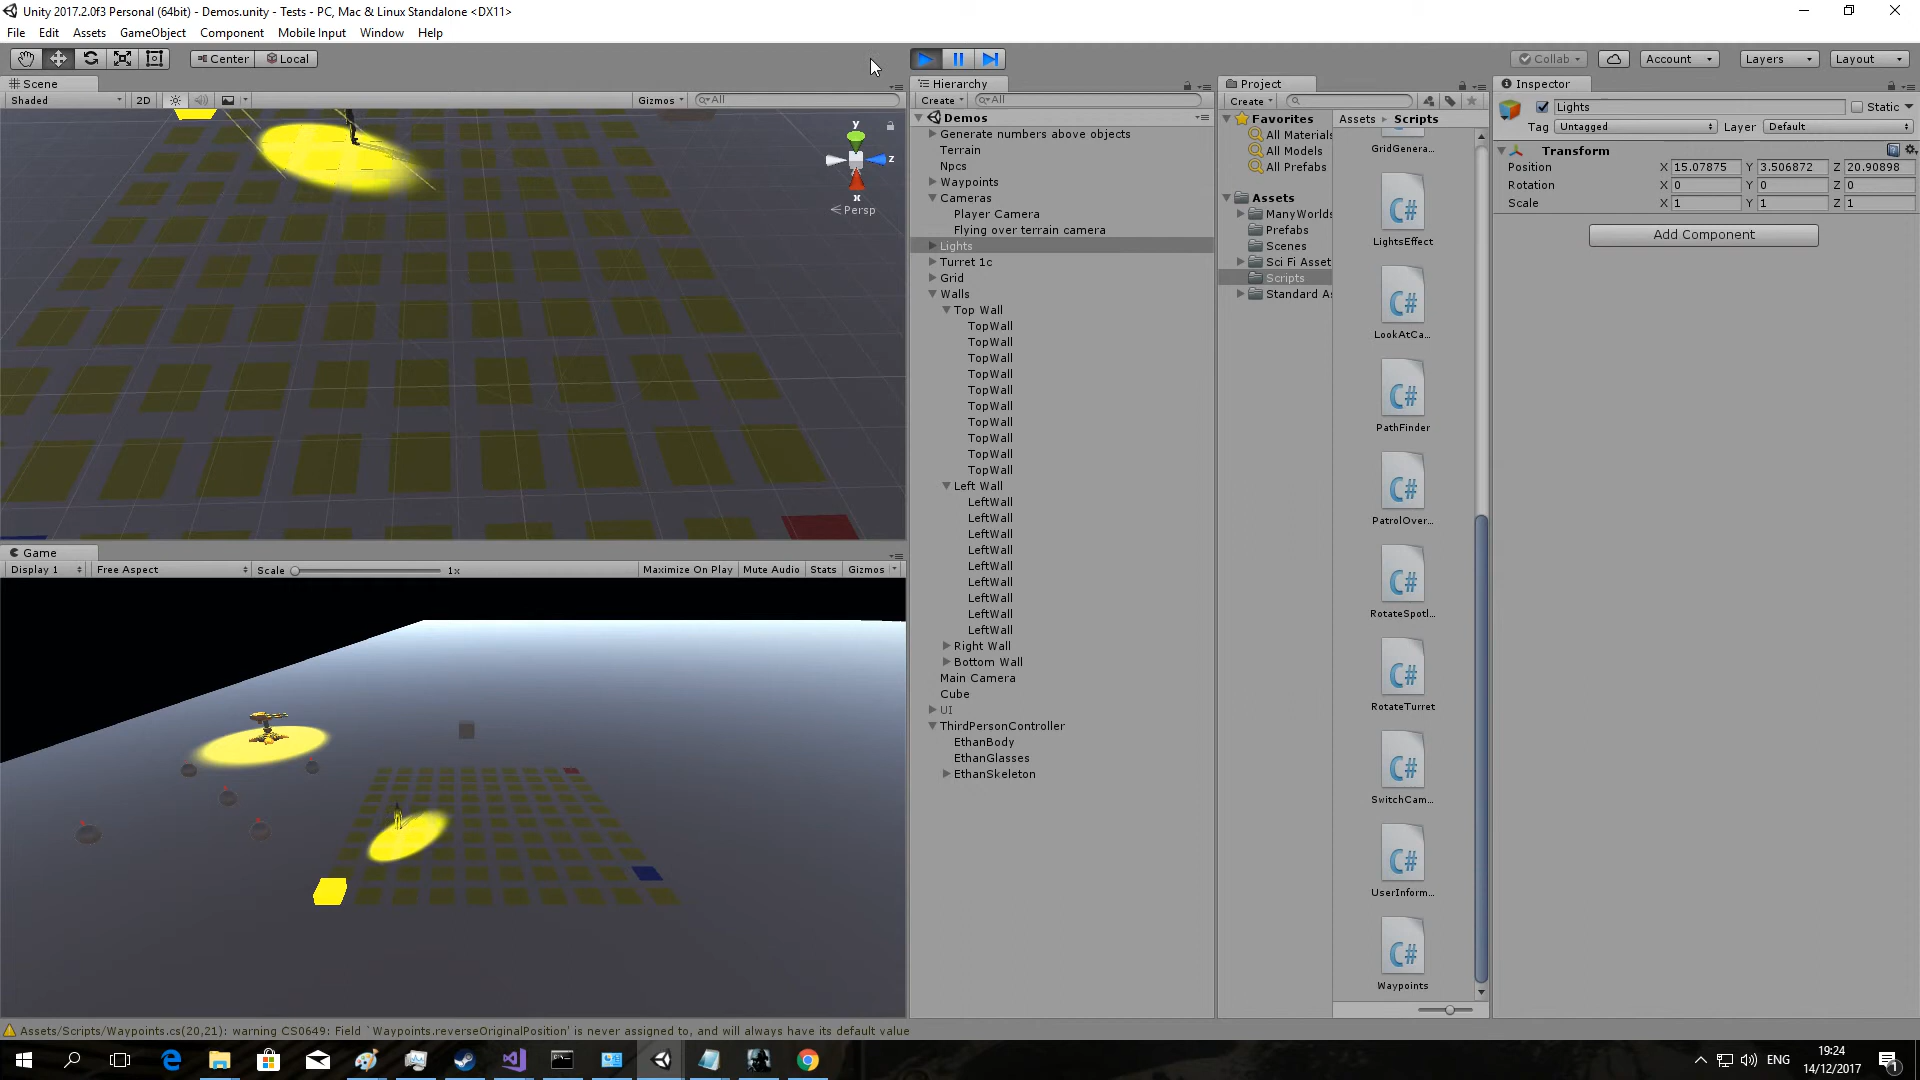 Unity 2017.2.0f3 Personal (64bit) - Demos.unity - Tests - PC, Mac & Linux Standalone <DX11>
File Edit Assets GameObject Component Mobile Input Window Help
Center Local
Collab Account Layers Layout
Scene
Shaded 2D Gizmos All
y
z
x
Persp
Game
Display 1 Free Aspect Scale 1x Maximize On Play Mute Audio Stats Gizmos
Hierarchy
Create All
Demos
Generate numbers above objects
Terrain
Npcs
Waypoints
Cameras
Player Camera
Flying over terrain camera
Lights
Turret 1c
Grid
Walls
Top Wall
TopWall
TopWall
TopWall
TopWall
TopWall
TopWall
TopWall
TopWall
TopWall
TopWall
Left Wall
LeftWall
LeftWall
LeftWall
LeftWall
LeftWall
LeftWall
LeftWall
LeftWall
LeftWall
Right Wall
Bottom Wall
Main Camera
Cube
UI
ThirdPersonController
EthanBody
EthanGlasses
EthanSkeleton
Project
Create
Favorites
All Materials
All Models
All Prefabs
Assets
ManyWorlds
Prefabs
Scenes
Sci Fi Asset
Scripts
Standard As
Assets Scripts
GridGenera...
C#
LightsEffect
C#
LookAtCa...
C#
PathFinder
C#
PatrolOver...
C#
RotateSpotl...
C#
RotateTurret
C#
SwitchCam...
C#
UserInform...
C#
Waypoints
Inspector
Lights Static
Tag Untagged Layer Default
Transform
Position X 15.07875 Y 3.506872 Z 20.90898
Rotation X 0 Y 0 Z 0
Scale X 1 Y 1 Z 1
Add Component
Assets/Scripts/Waypoints.cs(20,21): warning CS0649: Field `Waypoints.reverseOriginalPosition' is never assigned to, and will always have its default value
ENG
19:24
14/12/2017
1